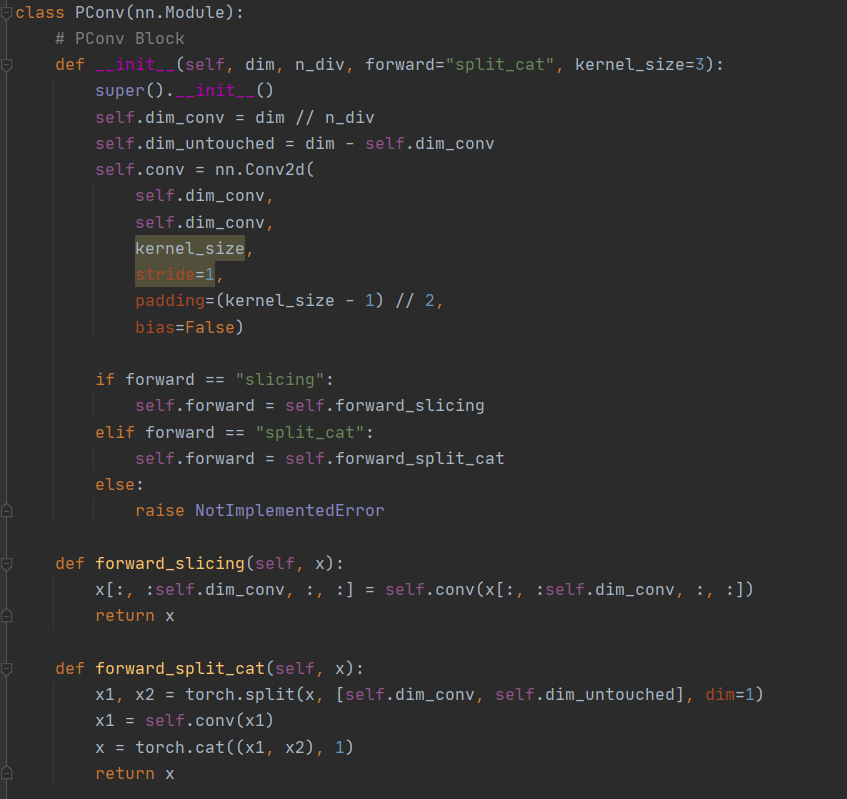 class PConv(nn.Module):
    # PConv Block
    def __init__(self, dim, n_div, forward="split_cat", kernel_size=3):
        super().__init__()
        self.dim_conv = dim // n_div
        self.dim_untouched = dim - self.dim_conv
        self.conv = nn.Conv2d(
            self.dim_conv,
            self.dim_conv,
            kernel_size,
            stride=1,
            padding=(kernel_size - 1) // 2,
            bias=False)

        if forward == "slicing":
            self.forward = self.forward_slicing
        elif forward == "split_cat":
            self.forward = self.forward_split_cat
        else:
            raise NotImplementedError

    def forward_slicing(self, x):
        x[:, :self.dim_conv, :, :] = self.conv(x[:, :self.dim_conv, :, :])
        return x

    def forward_split_cat(self, x):
        x1, x2 = torch.split(x, [self.dim_conv, self.dim_untouched], dim=1)
        x1 = self.conv(x1)
        x = torch.cat((x1, x2), 1)
        return x